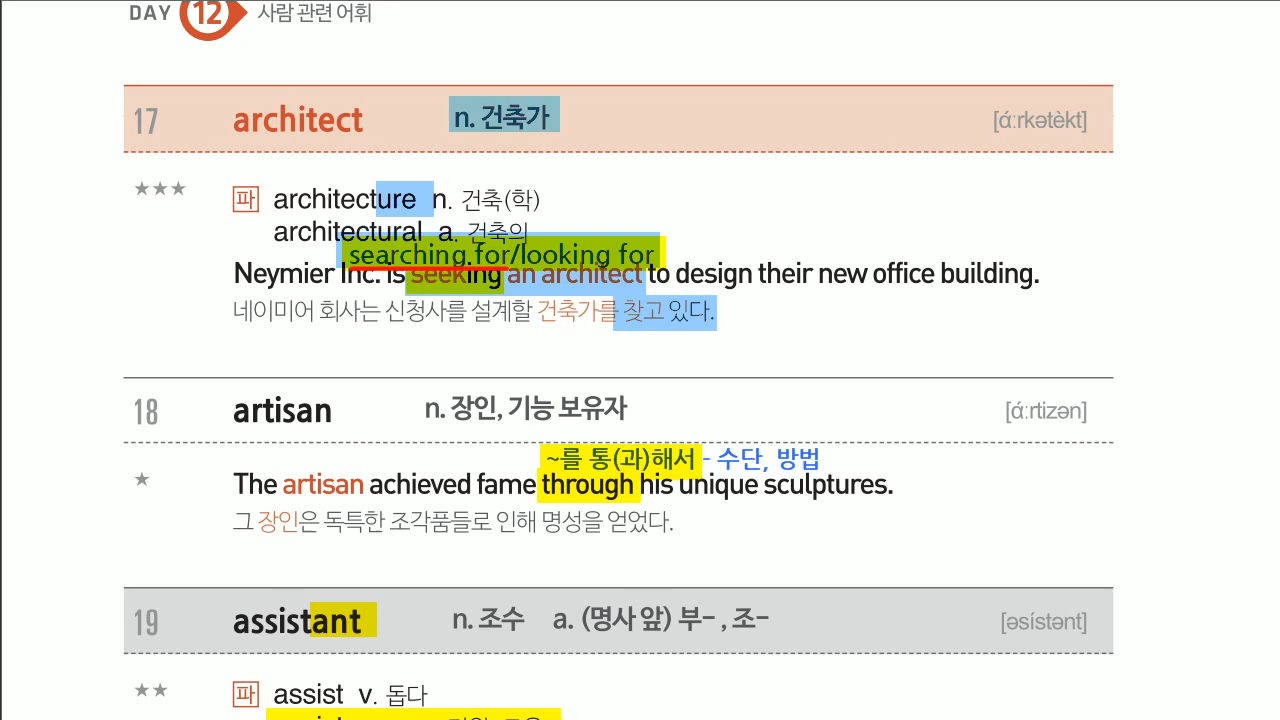 DAY 12 사람 관련 어휘
17 architect n. 건축가 [ɑ́ːrkətèkt]
★★★ 파 architecture n. 건축(학)
architectural a. 건축의
searching for/looking for
Neymier Inc. is seeking an architect to design their new office building.
네이미어 회사는 신청사를 설계할 건축가를 찾고 있다.
18 artisan n. 장인, 기능 보유자 [ɑ́ːrtizən]
~를 통(과)해서 - 수단, 방법
★ The artisan achieved fame through his unique sculptures.
그 장인은 독특한 조각품들로 인해 명성을 얻었다.
19 assistant n. 조수 a. (명사 앞) 부- , 조- [əsístənt]
★★ 파 assist v. 돕다